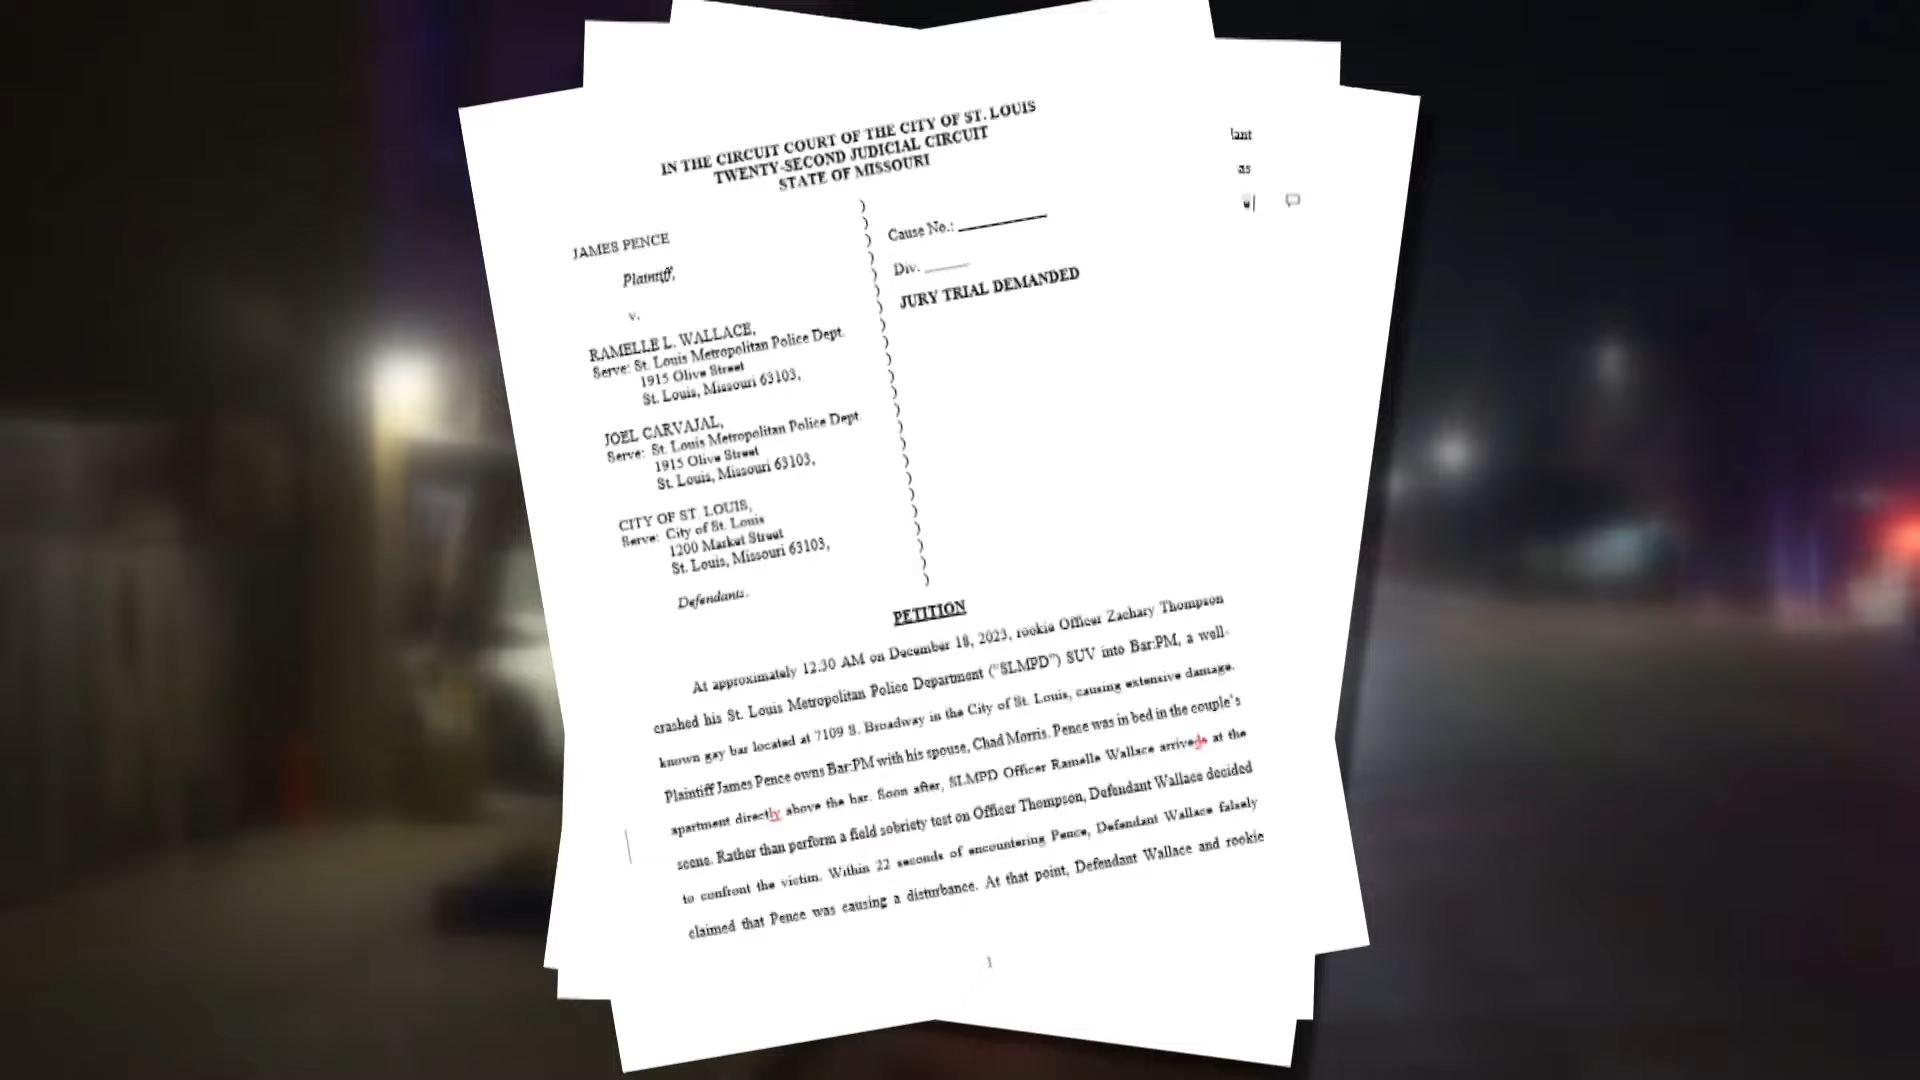 IN THE CIRCUIT COURT OF THE CITY OF ST. LOUIS
TWENTY-SECOND JUDICIAL CIRCUIT
STATE OF MISSOURI
JAMES PENCE
Plaintiff,
v.
RAMELLE L. WALLACE,
Serve: St. Louis Metropolitan Police Dept.
1915 Olive Street
St. Louis, Missouri 63103,
JOEL CARVAJAL,
Serve: St. Louis Metropolitan Police Dept.
1915 Olive Street
St. Louis, Missouri 63103,
CITY OF ST. LOUIS,
Serve: City of St. Louis
1200 Market Street
St. Louis, Missouri 63103,
Defendants.
Cause No.:
Div.
JURY TRIAL DEMANDED
PETITION
At approximately 12:30 AM on December 18, 2023, rookie Officer Zachary Thompson
crashed his St. Louis Metropolitan Police Department ("SLMPD") SUV into Bar:PM, a well-
known gay bar located at 7109 S. Broadway in the City of St. Louis, causing extensive damage.
Plaintiff James Pence owns Bar:PM with his spouse, Chad Morris. Pence was in bed in the couple's
apartment directly above the bar. Soon after, SLMPD Officer Ramelle Wallace arriveds at the
scene. Rather than perform a field sobriety test on Officer Thompson, Defendant Wallace decided
to confront the victim. Within 22 seconds of encountering Pence, Defendant Wallace falsely
claimed that Pence was causing a disturbance. At that point, Defendant Wallace and rookie
1
lant
as